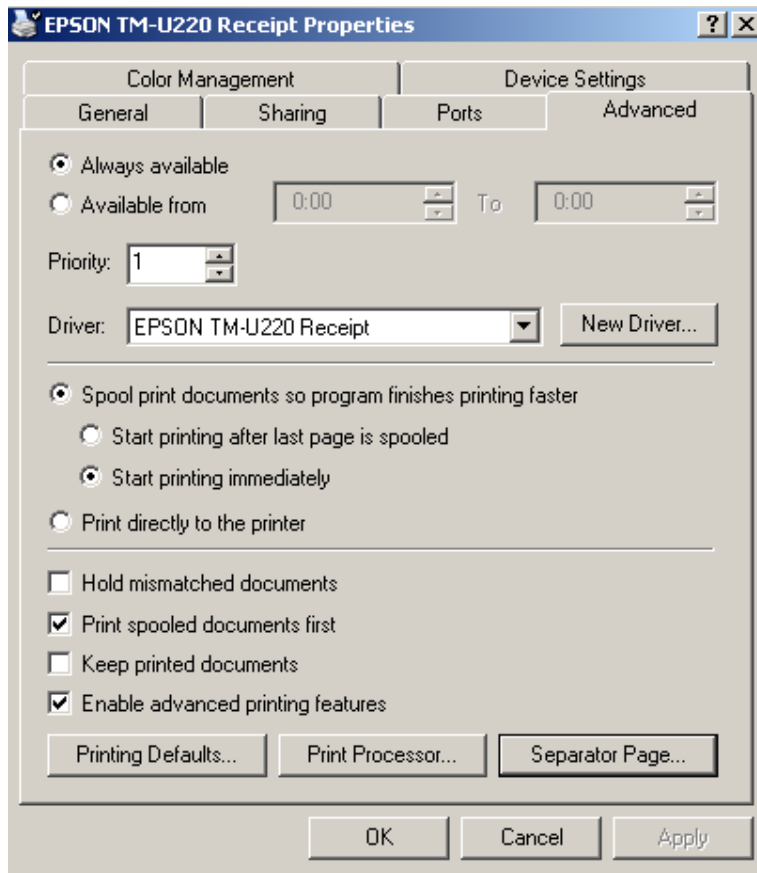 EPSON TM-U220 Receipt Properties
Color Management Device Settings
General Sharing Ports Advanced
Always available
Available from 0:00 To 0:00
Priority: 1
Driver: EPSON TM-U220 Receipt New Driver...
Spool print documents so program finishes printing faster
Start printing after last page is spooled
Start printing immediately
Print directly to the printer
Hold mismatched documents
Print spooled documents first
Keep printed documents
Enable advanced printing features
Printing Defaults... Print Processor... Separator Page...
OK Cancel Apply